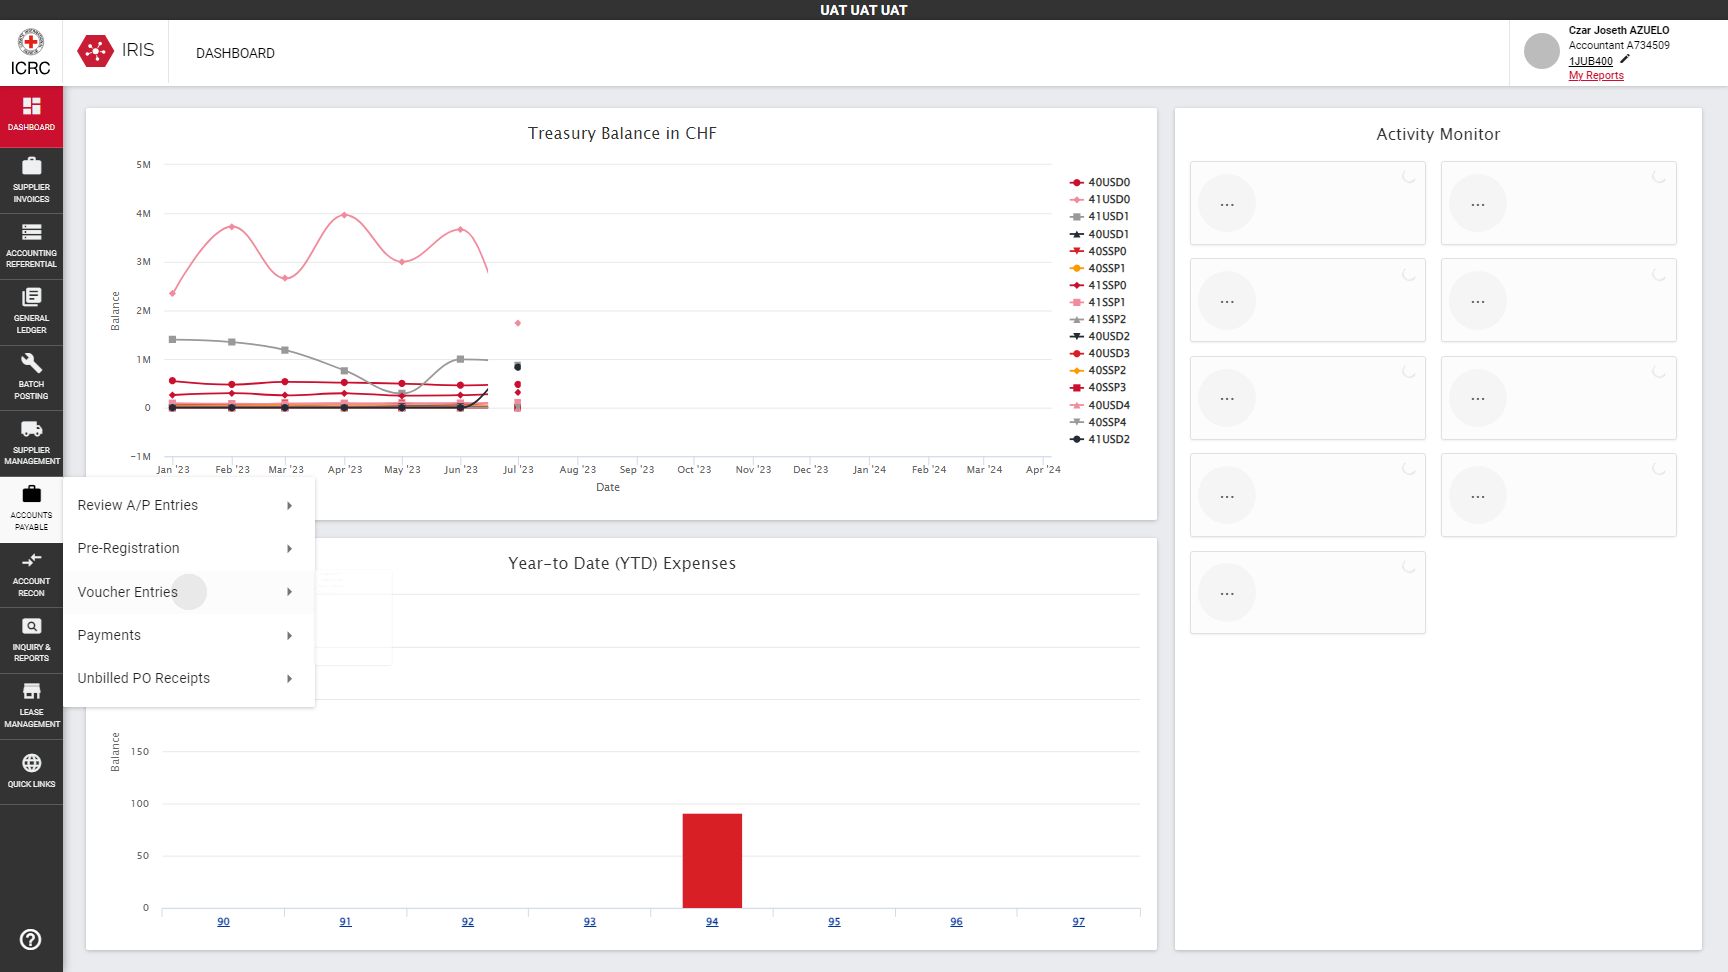 UAT UAT UAT
ICRC
IRIS
DASHBOARD
Czar Joseth AZUELO
Accountant A734509
1JUB400
My Reports
DASHBOARD
SUPPLIER
INVOICES
ACCOUNTING
REFERENTIAL
GENERAL
LEDGER
BATCH
POSTING
SUPPLIER
MANAGEMENT
ACCOUNTS
PAYABLE
ACCOUNT
RECON
INQUIRY &
REPORTS
LEASE
MANAGEMENT
QUICK LINKS
Review A/P Entries
Pre-Registration
Voucher Entries
Payments
Unbilled PO Receipts
Treasury Balance in CHF
5M
4M
3M
2M
1M
0
-1M
Balance
Jan '23 Feb '23 Mar '23 Apr '23 May '23 Jun '23 Jul '23 Aug '23 Sep '23 Oct '23 Nov '23 Dec '23 Jan '24 Feb '24 Mar '24 Apr '24
Date
40USD0
41USD0
41USD1
40USD1
40SSP0
40SSP1
41SSP0
41SSP1
41SSP2
40USD2
40USD3
40SSP2
40SSP3
40USD4
40SSP4
41USD2
Year-to Date (YTD) Expenses
Balance
150
100
50
0
90 91 92 93 94 95 96 97
Activity Monitor
... ...
... ...
... ...
... ...
...